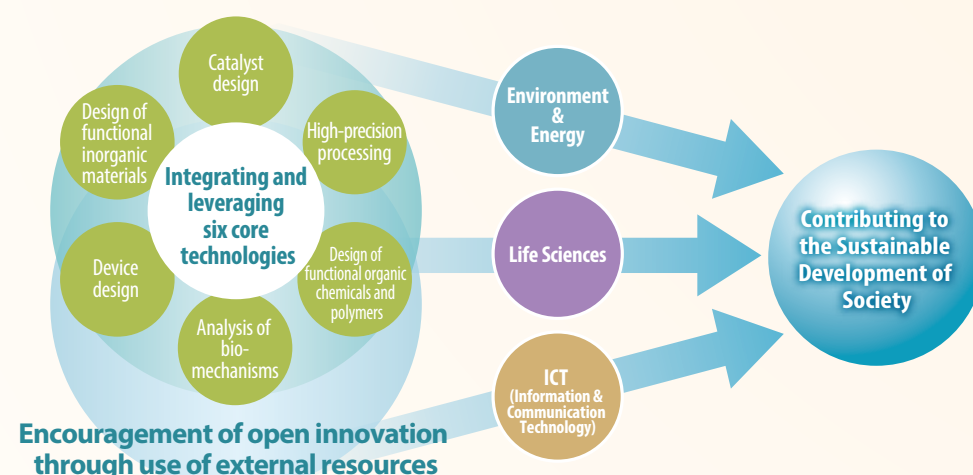 Catalyst
design
Design of
functional
inorganic
materials
High-precision
processing
Integrating and
leveraging
six core
technologies
Device
design
Design of
functional organic
chemicals and
polymers
Analysis of
bio-
mechanisms
Encouragement of open innovation
through use of external resources
Environment
&
Energy
Life Sciences
ICT
(Information &
Communication
Technology)
Contributing to
the Sustainable
Development of
Society